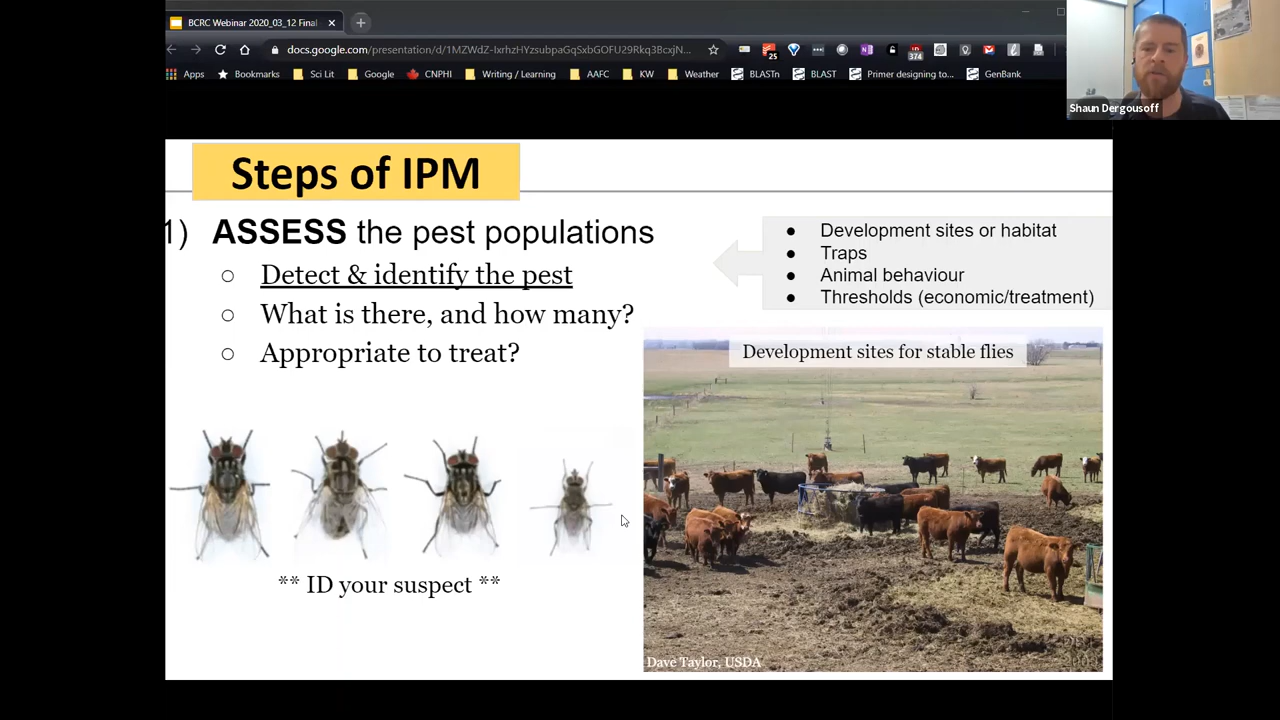 BCRC Webinar 2020_03_12 Final
docs.google.com/presentation/d/1MZWdZ-lxrhzHYzsubpaGqSxbGOFU29Rkq3BcxjN...
25
374
Apps
Bookmarks
Sci Lit
Google
CNPHI
Writing / Learning
AAFC
KW
Weather
BLASTn
BLAST
Primer designing to...
GenBank
Shaun Dergousoff
Steps of IPM
1) ASSESS the pest populations
○ Detect & identify the pest
○ What is there, and how many?
○ Appropriate to treat?
● Development sites or habitat
● Traps
● Animal behaviour
● Thresholds (economic/treatment)
Development sites for stable flies
** ID your suspect **
Dave Taylor, USDA